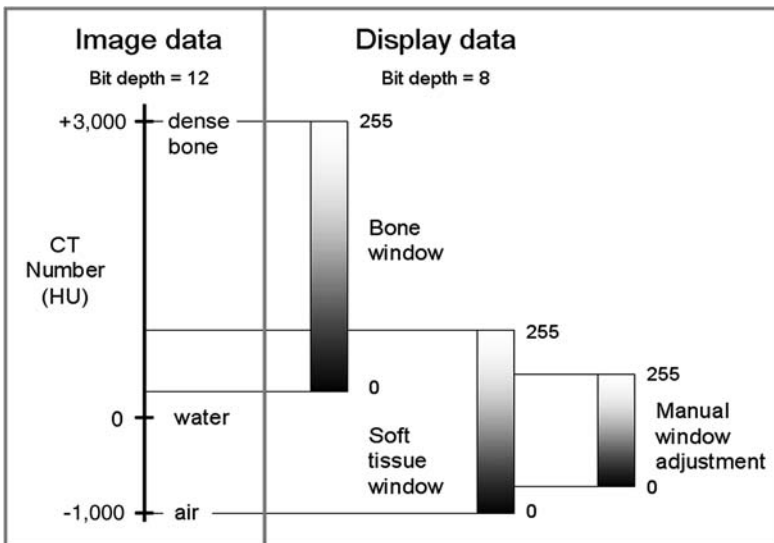 Image data
Bit depth = 12
Display data
Bit depth = 8
+3,000
dense
bone
255
Bone
window
CT
Number
(HU)
255
0
255
0
water
Soft
tissue
window
Manual
window
adjustment
0
-1,000
air
0